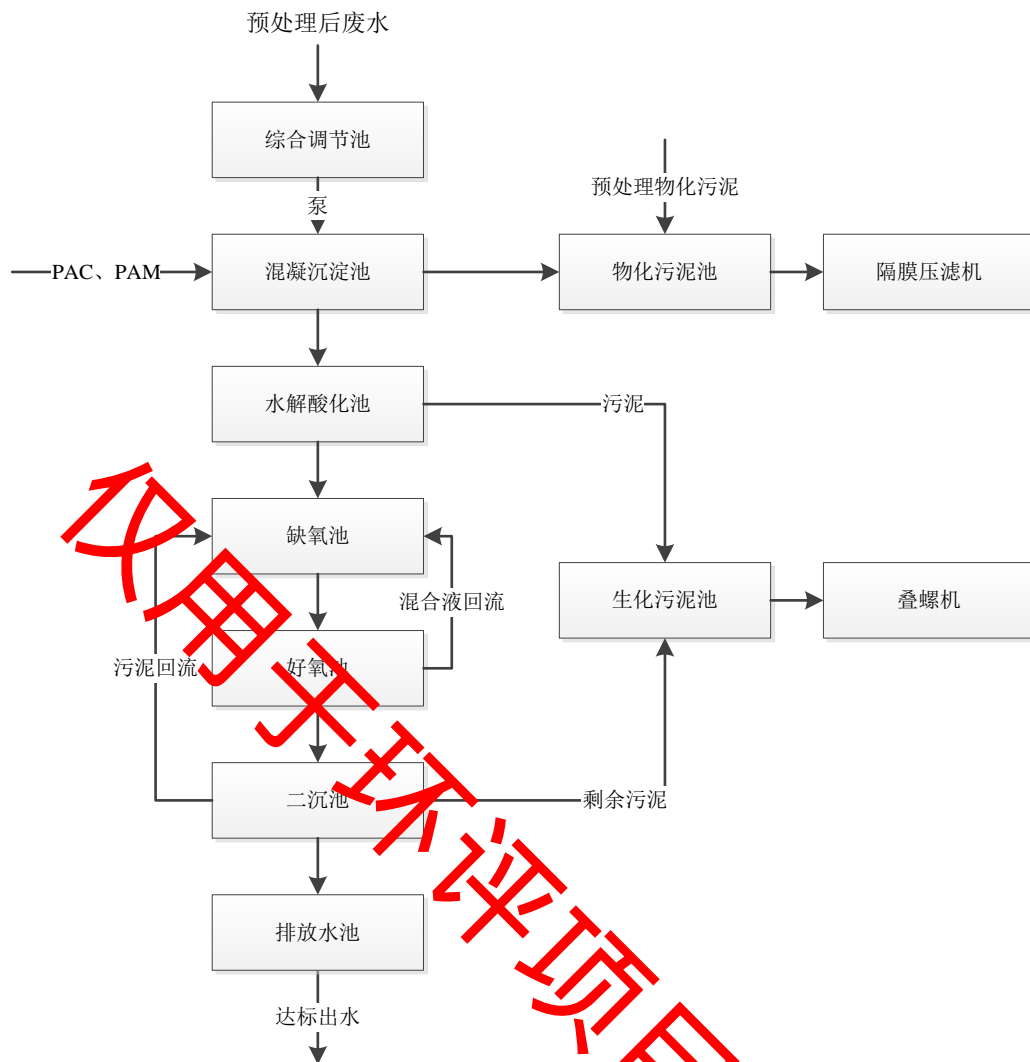 预处理后废水
综合调节池
泵
预处理物化污泥
PAC、PAM
混凝沉淀池
物化污泥池
隔膜压滤机
水解酸化池
污泥
缺氧池
混合液回流
生化污泥池
叠螺机
污泥回流
好氧池
二沉池
剩余污泥
排放水池
达标出水
仅用于环评项目